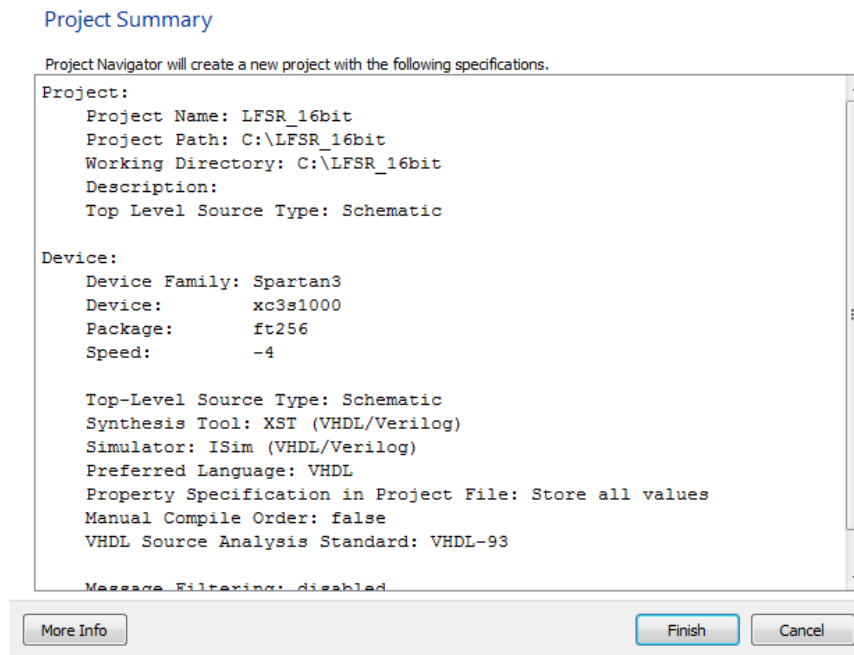 Project Summary
Project Navigator will create a new project with the following specifications.
Project:
Project Name: LFSR_16bit
Project Path: C:\LFSR_16bit
Working Directory: C:\LFSR_16bit
Description:
Top Level Source Type: Schematic
Device:
Device Family: Spartan3
Device: xc3s1000
Package: ft256
Speed: -4
Top-Level Source Type: Schematic
Synthesis Tool: XST (VHDL/Verilog)
Simulator: ISim (VHDL/Verilog)
Preferred Language: VHDL
Property Specification in Project File: Store all values
Manual Compile Order: false
VHDL Source Analysis Standard: VHDL-93
Message Filtering: disabled
More Info
Finish
Cancel